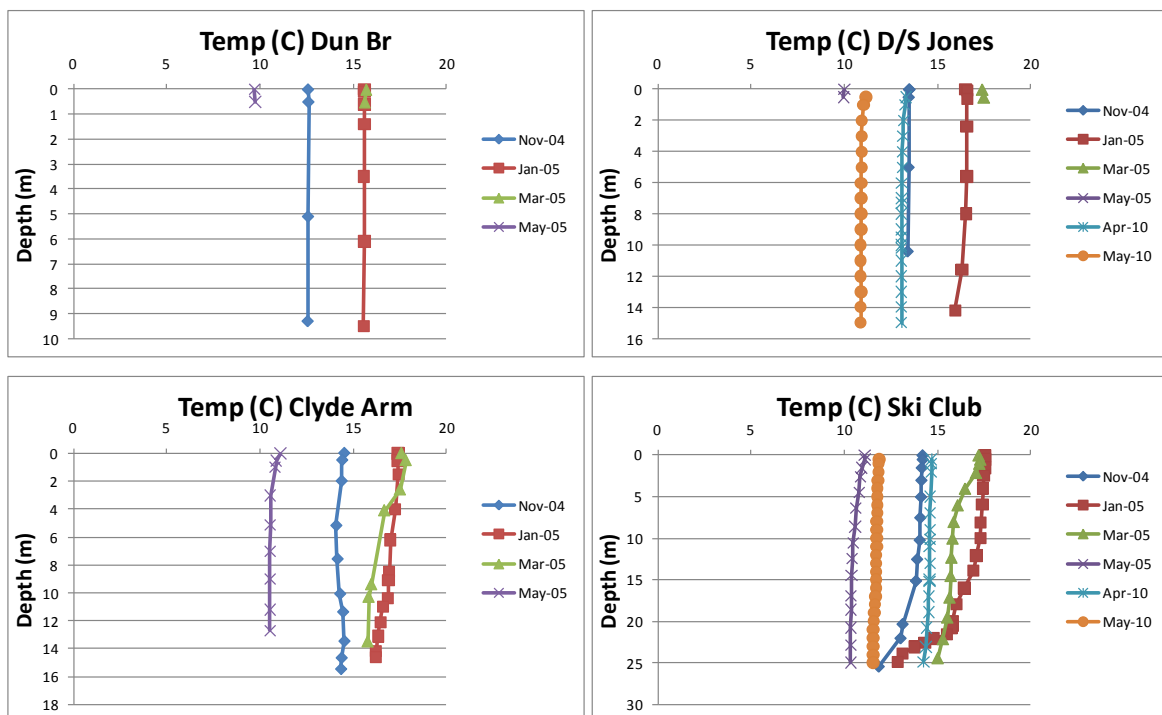 Temp (C) Dun Br
0 5 10 15 20
0
1
2
3
4
5
6
7
8
9
10
Depth (m)
Nov-04
Jan-05
Mar-05
May-05
Temp (C) D/S Jones
0 5 10 15 20
0
2
4
6
8
10
12
14
16
Depth (m)
Nov-04
Jan-05
Mar-05
May-05
Apr-10
May-10
Temp (C) Clyde Arm
0 5 10 15 20
0
2
4
6
8
10
12
14
16
18
Depth (m)
Nov-04
Jan-05
Mar-05
May-05
Temp (C) Ski Club
0 5 10 15 20
0
5
10
15
20
25
30
Depth (m)
Nov-04
Jan-05
Mar-05
May-05
Apr-10
May-10